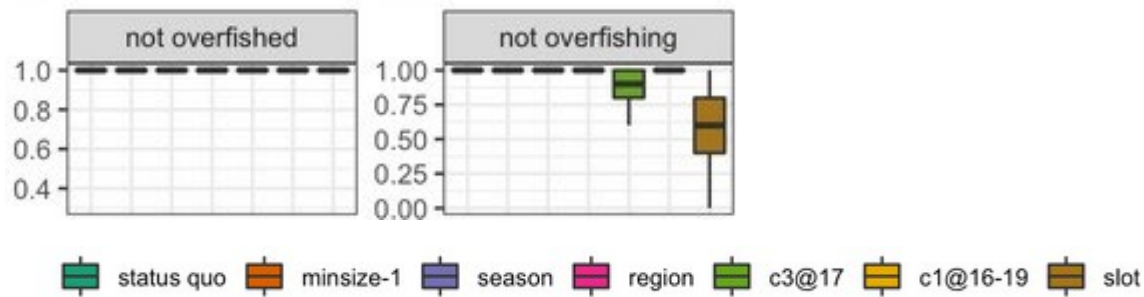 not overfished not overfishing
1.0 1.00
0.8 0.75
0.6 0.50
0.4 0.25
0.00
status quo minsize-1 season region c3@17 c1@16-19 slot